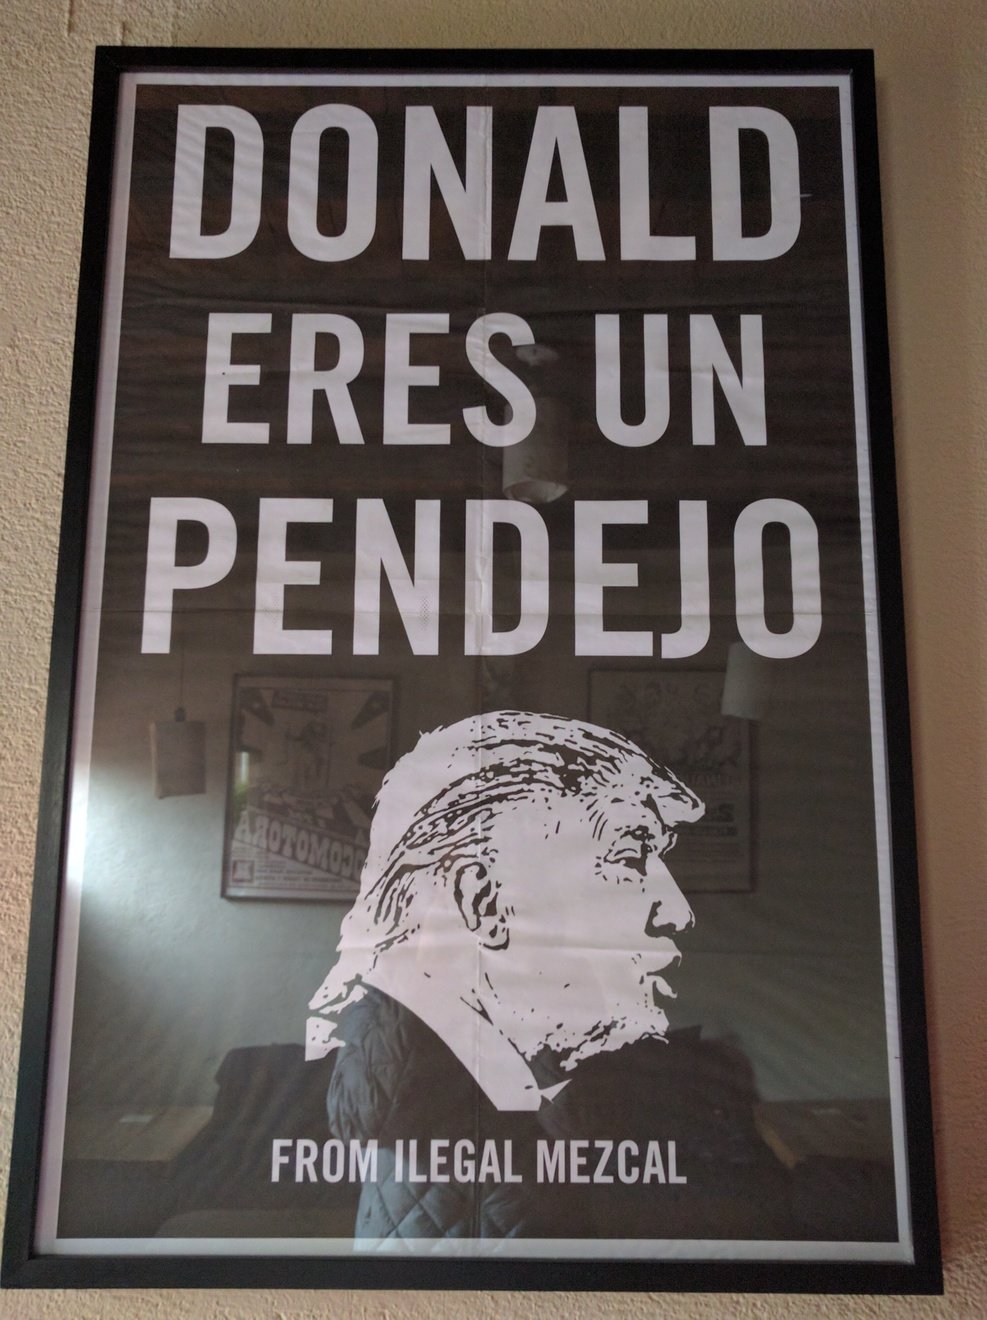 DONALD
ERES UN
PENDEJO
FROM ILEGAL MEZCAL